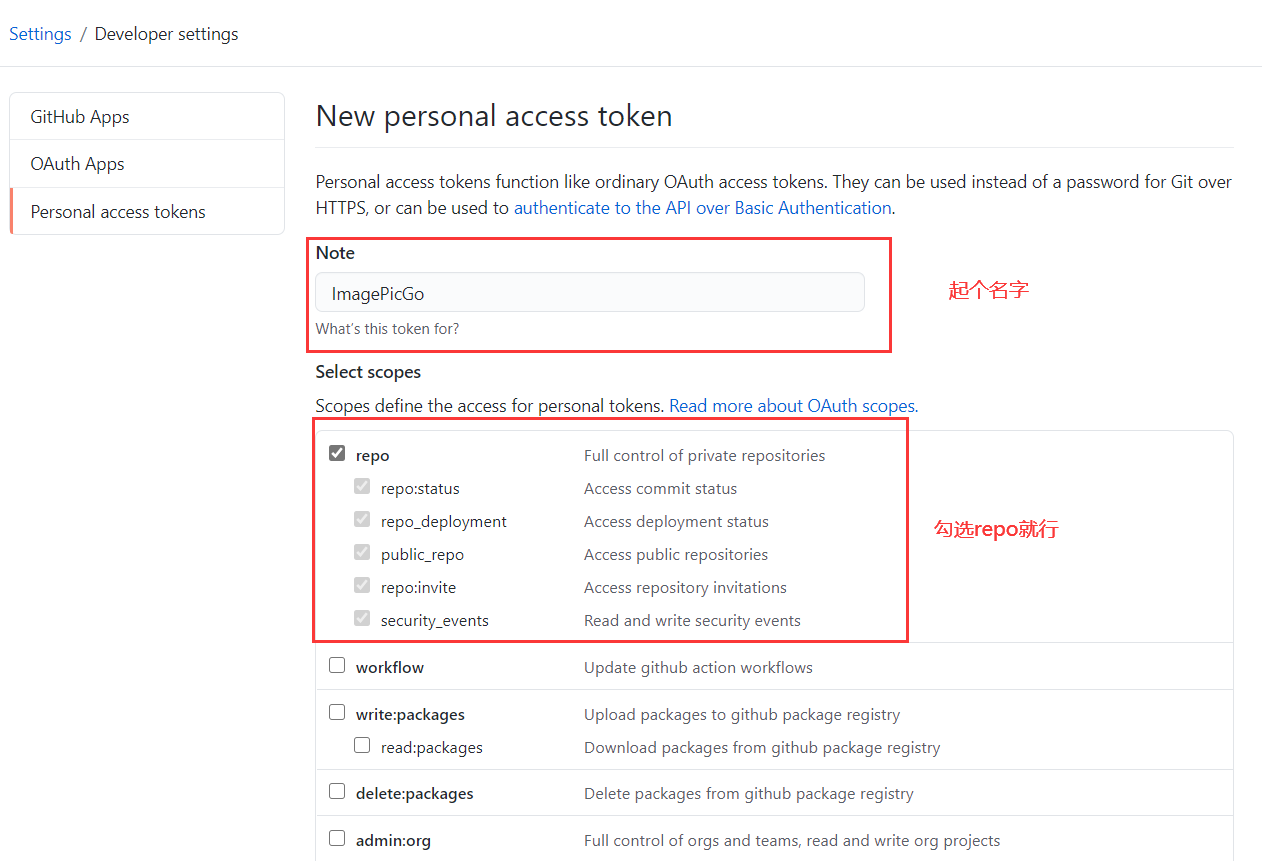 Settings / Developer settings
GitHub Apps
OAuth Apps
Personal access tokens
New personal access token
Personal access tokens function like ordinary OAuth access tokens. They can be used instead of a password for Git over
HTTPS, or can be used to authenticate to the API over Basic Authentication.
Note
ImagePicGo
起个名字
What's this token for?
Select scopes
Scopes define the access for personal tokens. Read more about OAuth scopes.
repo Full control of private repositories
repo:status Access commit status
repo_deployment Access deployment status
勾选repo就行
public_repo Access public repositories
repo:invite Access repository invitations
security_events Read and write security events
workflow Update github action workflows
write:packages Upload packages to github package registry
read:packages Download packages from github package registry
delete:packages Delete packages from github package registry
admin:org Full control of orgs and teams, read and write org projects